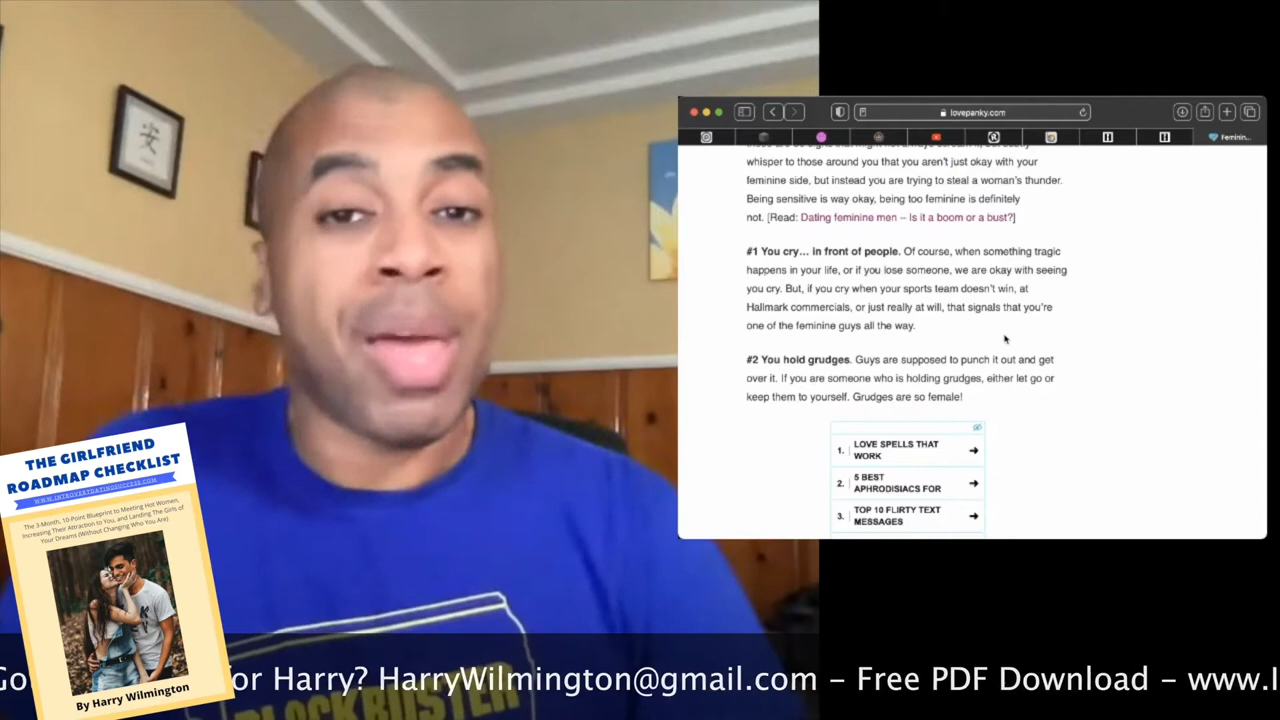 安
lovepanky.com
Feminin...
whisper to those around you that you aren't just okay with your
feminine side, but instead you are trying to steal a woman's thunder.
Being sensitive is way okay, being too feminine is definitely
not. [Read: Dating feminine men – Is it a boom or a bust?]
#1 You cry… in front of people. Of course, when something tragic
happens in your life, or if you lose someone, we are okay with seeing
you cry. But, if you cry when your sports team doesn't win, at
Hallmark commercials, or just really at will, that signals that you're
one of the feminine guys all the way.
#2 You hold grudges. Guys are supposed to punch it out and get
over it. If you are someone who is holding grudges, either let go or
keep them to yourself. Grudges are so female!
1. LOVE SPELLS THAT
WORK
2. 5 BEST
APHRODISIACS FOR
3. TOP 10 FLIRTY TEXT
MESSAGES
THE GIRLFRIEND
ROADMAP CHECKLIST
WWW.INTROVERTDATINGSUCCESS.COM
The 3-Month, 10-Point Blueprint to Meeting Hot Women,
Increasing Their Attraction to You, and Landing The Girls of
Your Dreams (Without Changing Who You Are)
By Harry Wilmington
BLOCKBUSTER
for Harry? HarryWilmington@gmail.com – Free PDF Download – www.I